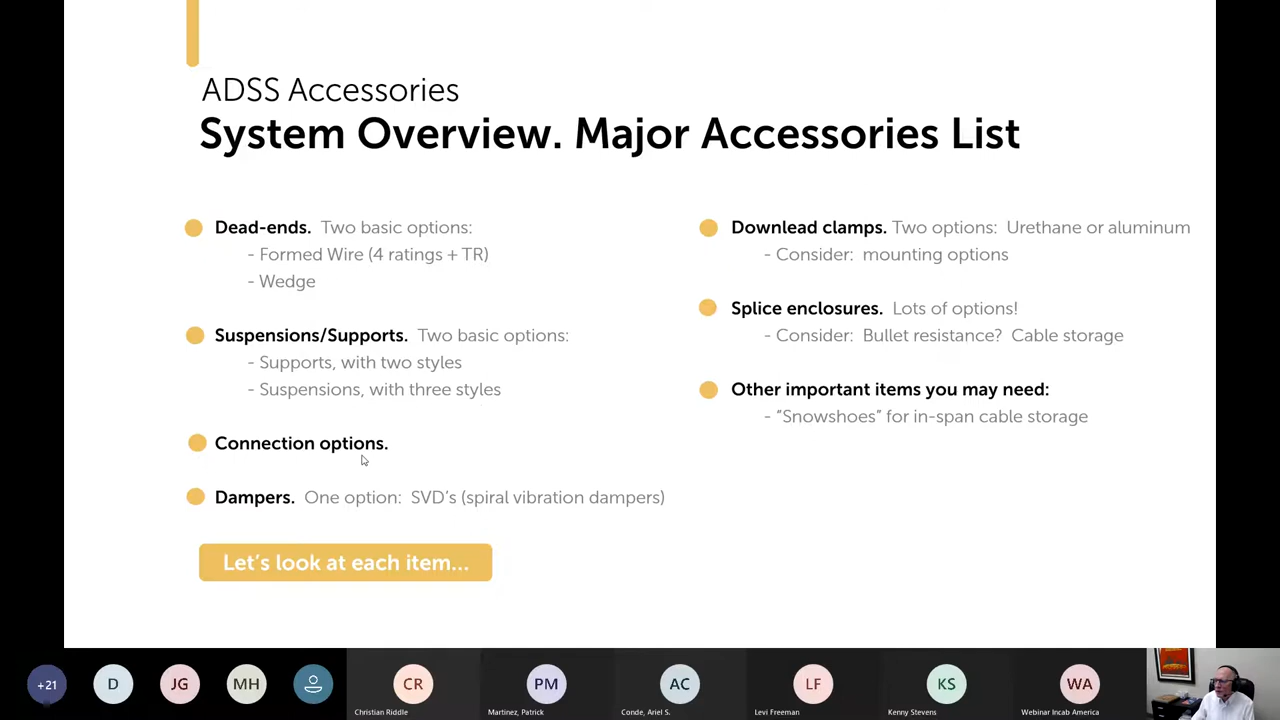 ADSS Accessories
System Overview. Major Accessories List
Dead-ends. Two basic options:
- Formed Wire (4 ratings + TR)
- Wedge
Suspensions/Supports. Two basic options:
- Supports, with two styles
- Suspensions, with three styles
Connection options.
Dampers. One option: SVD's (spiral vibration dampers)
Let's look at each item...
Downlead clamps. Two options: Urethane or aluminum
- Consider: mounting options
Splice enclosures. Lots of options!
- Consider: Bullet resistance? Cable storage
Other important items you may need:
- "Snowshoes" for in-span cable storage
+21
D
JG
MH
CR
Christian Riddle
PM
Martinez, Patrick
AC
Conde, Ariel S.
LF
Levi Freeman
KS
Kenny Stevens
WA
Webinar Incab America